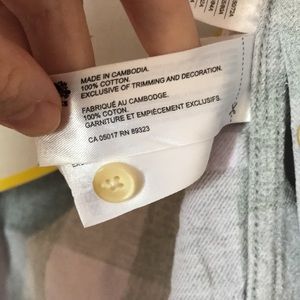 MADE IN CAMBODIA.
100% COTTON.
EXCLUSIVE OF TRIMMING AND DECORATION.
FABRIQUÉ AU CAMBODGE.
100% COTON.
GARNITURE ET EMPIÈCEMENT EXCLUSIFS.
CA 05017 RN 89323